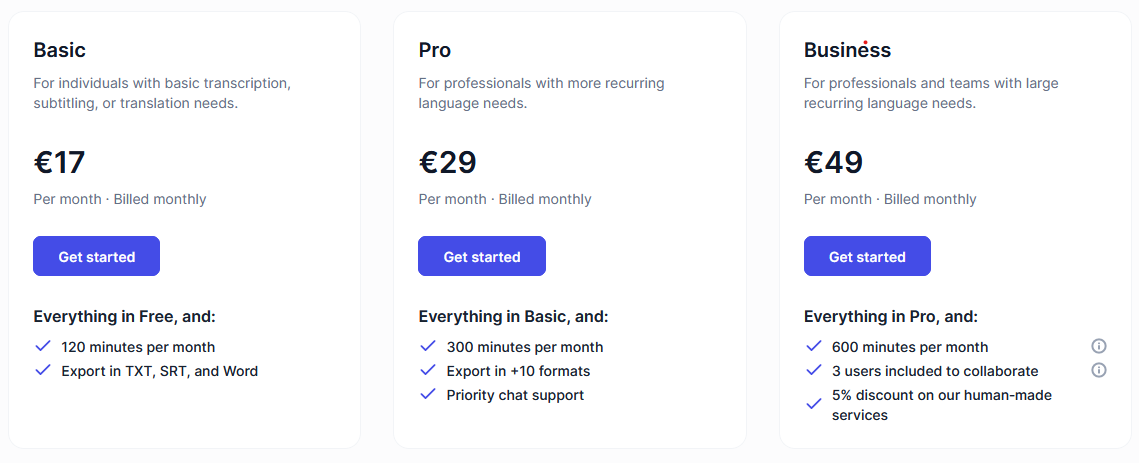 Basic
For individuals with basic transcription,
subtitling, or translation needs.
€17
Per month · Billed monthly
Get started
Everything in Free, and:
120 minutes per month
Export in TXT, SRT, and Word
Pro
For professionals with more recurring
language needs.
€29
Per month · Billed monthly
Get started
Everything in Basic, and:
300 minutes per month
Export in +10 formats
Priority chat support
Business
For professionals and teams with large
recurring language needs.
€49
Per month · Billed monthly
Get started
Everything in Pro, and:
600 minutes per month
3 users included to collaborate
5% discount on our human-made
services